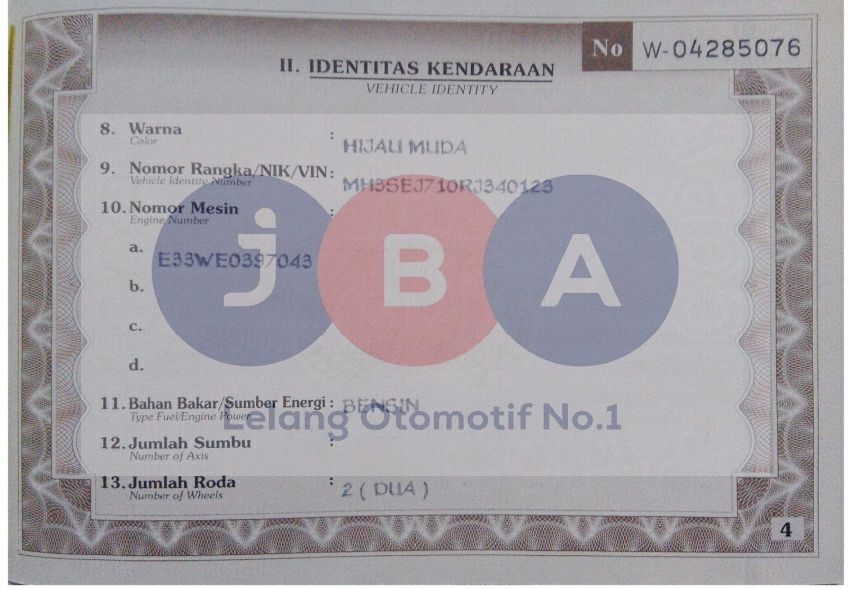 No W-04285076
II. IDENTITAS KENDARAAN
VEHICLE IDENTITY
8. Warna : HIJAU MUDA
Color
9. Nomor Rangka/NIK/VIN: MH3SEJ710RJ340123
Vehicle Identity Number
10. Nomor Mesin :
Engine Number
a. E33WE0397043
b.
c.
d.
jBA
11. Bahan Bakar/Sumber Energi : BENSIN
Type Fuel/Engine Power
Lelang Otomotif No.1
12. Jumlah Sumbu :
Number of Axis
13. Jumlah Roda : 2 ( DUA )
Number of Wheels
4